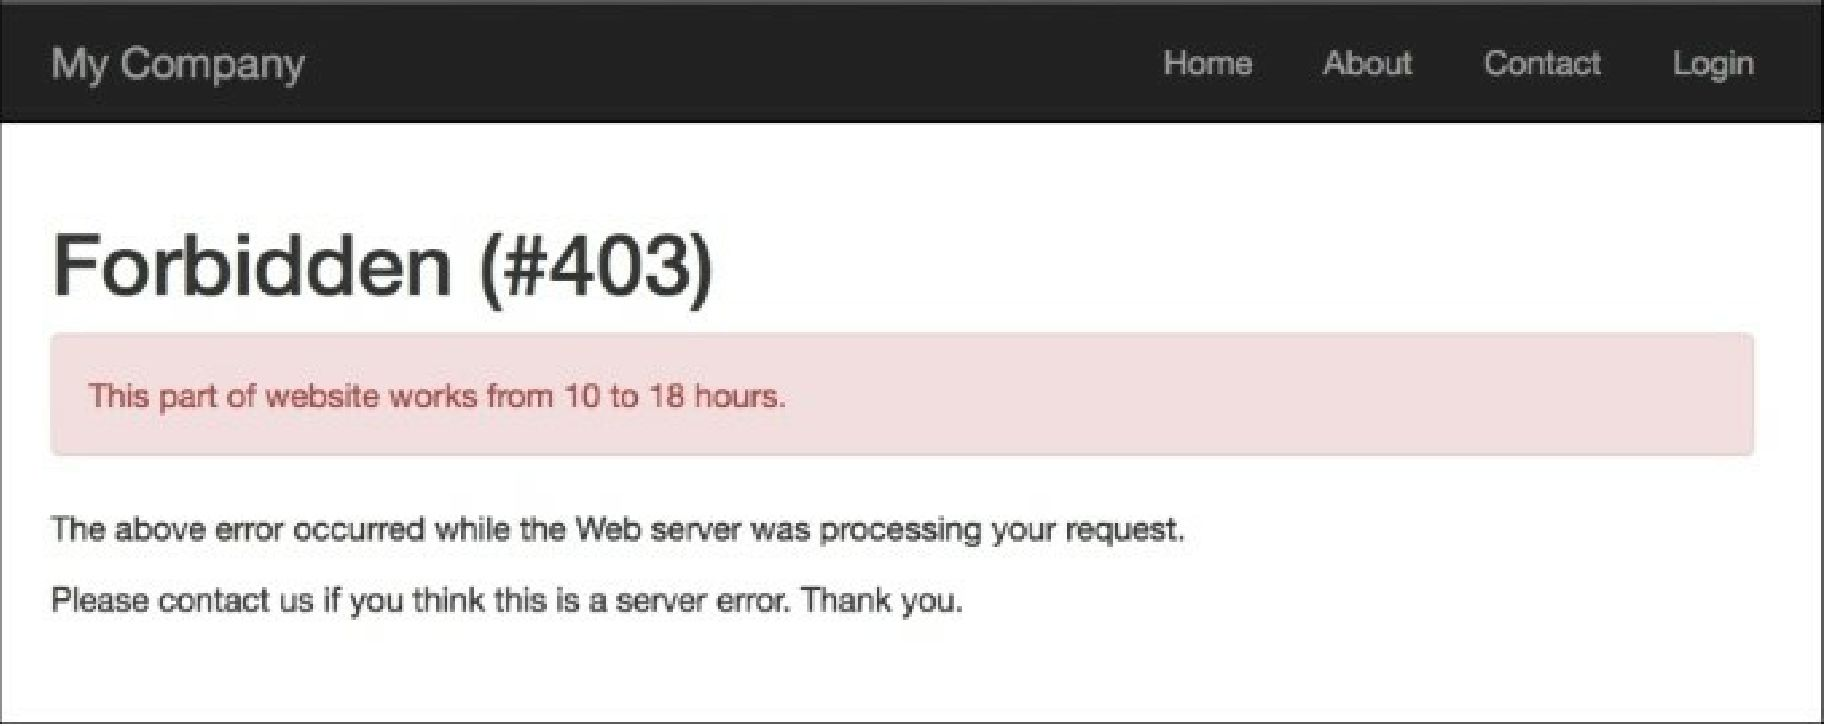 My Company Home About Contact Login
Forbidden (#403)
This part of website works from 10 to 18 hours.
The above error occurred while the Web server was processing your request.
Please contact us if you think this is a server error. Thank you.